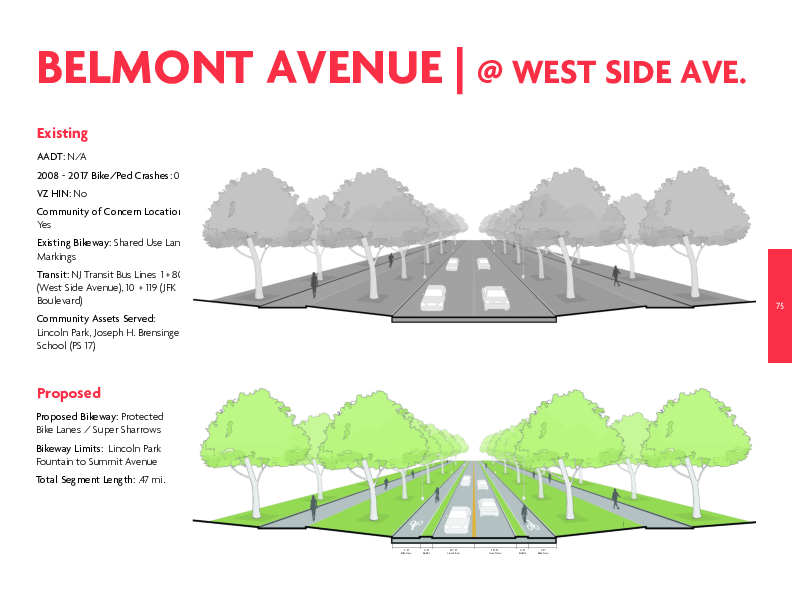 BELMONT AVENUE | @ WEST SIDE AVE.
Existing
AADT: N/A
2008 - 2017 Bike/Ped Crashes: 0
VZ HIN: No
Community of Concern Location
Yes
Existing Bikeway: Shared Use Lan
Markings
Transit: NJ Transit Bus Lines 1 + 80
(West Side Avenue), 10 + 119 (JFK
Boulevard)
Community Assets Served:
Lincoln Park, Joseph H. Brensinge
School (PS 17)
75
Proposed
Proposed Bikeway: Protected
Bike Lanes / Super Sharrows
Bikeway Limits: Lincoln Park
Fountain to Summit Avenue
Total Segment Length: .47 mi.